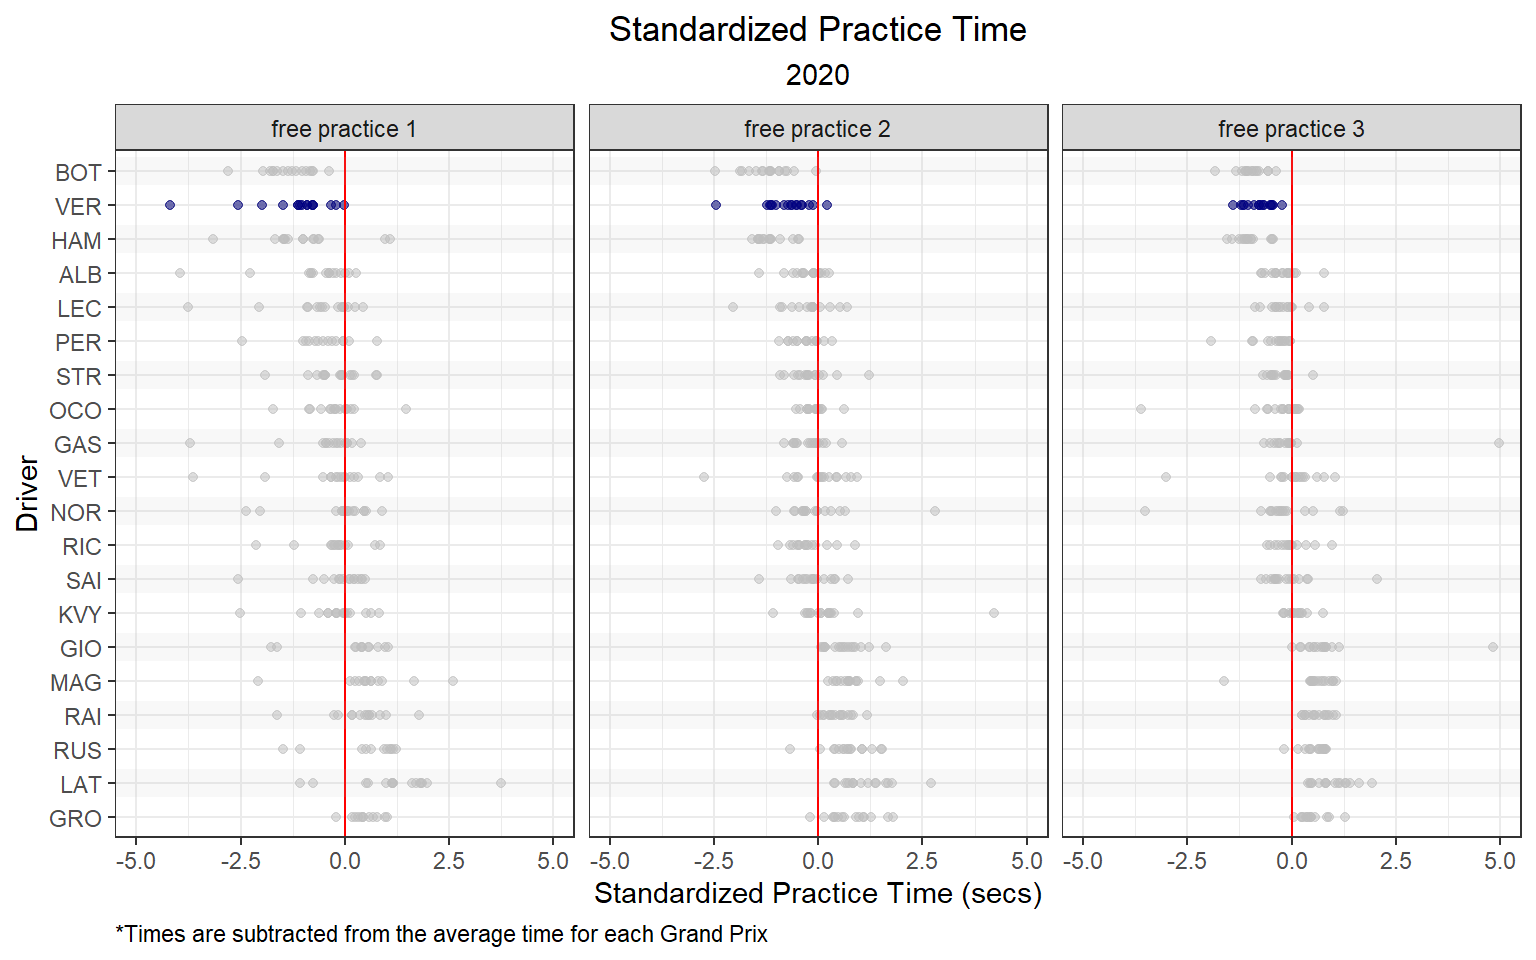 Standardized Practice Time
2020
free practice 1
free practice 2
free practice 3
Driver
BOT
VER
HAM
ALB
LEC
PER
STR
OCO
GAS
VET
NOR
RIC
SAI
KVY
GIO
MAG
RAI
RUS
LAT
GRO
-5.0 -2.5 0.0 2.5 5.0
-5.0 -2.5 0.0 2.5 5.0
-5.0 -2.5 0.0 2.5 5.0
Standardized Practice Time (secs)
*Times are subtracted from the average time for each Grand Prix